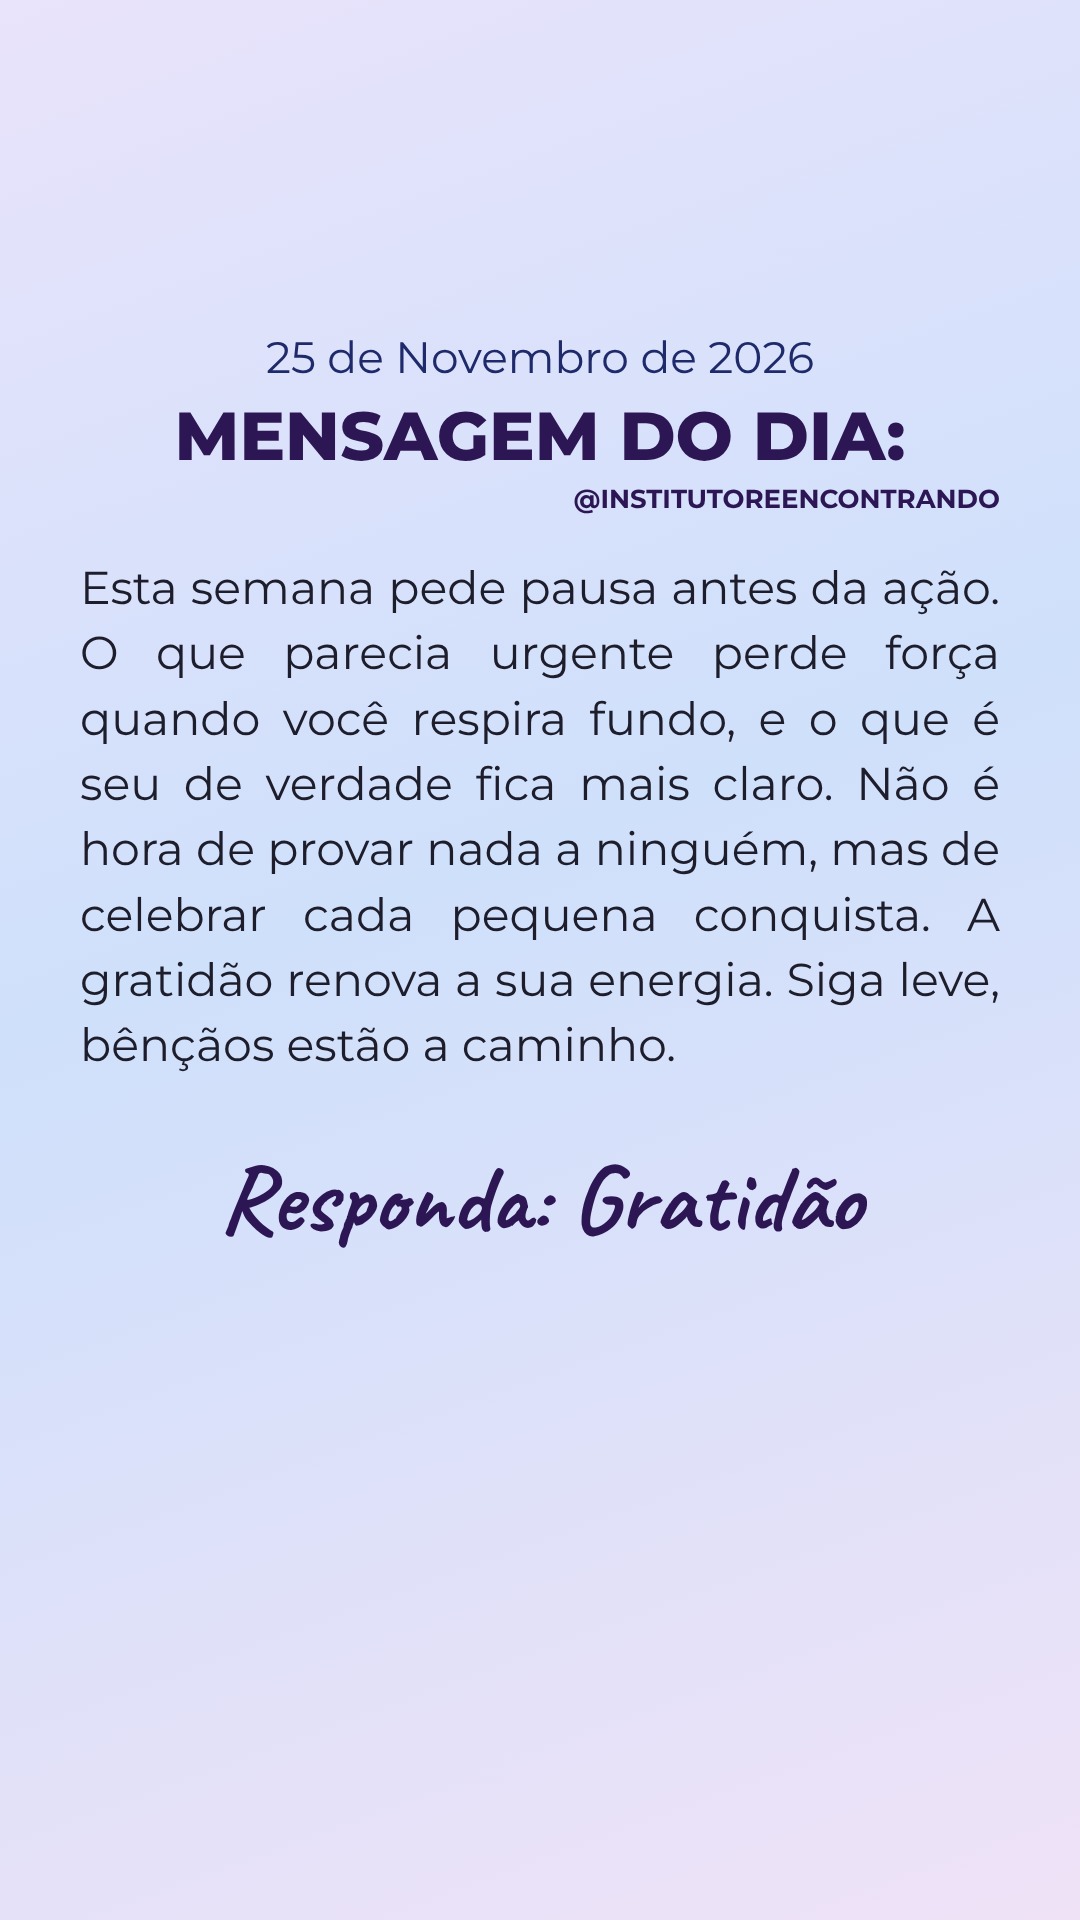 25 de Novembro de 2026
MENSAGEM DO DIA:
@INSTITUTOREENCONTRANDO
Esta semana pede pausa antes da ação.
O que parecia urgente perde força
quando você respira fundo, e o que é
seu de verdade fica mais claro. Não é
hora de provar nada a ninguém, mas de
celebrar cada pequena conquista. A
gratidão renova a sua energia. Siga leve,
bênçãos estão a caminho.
Responda: Gratidão